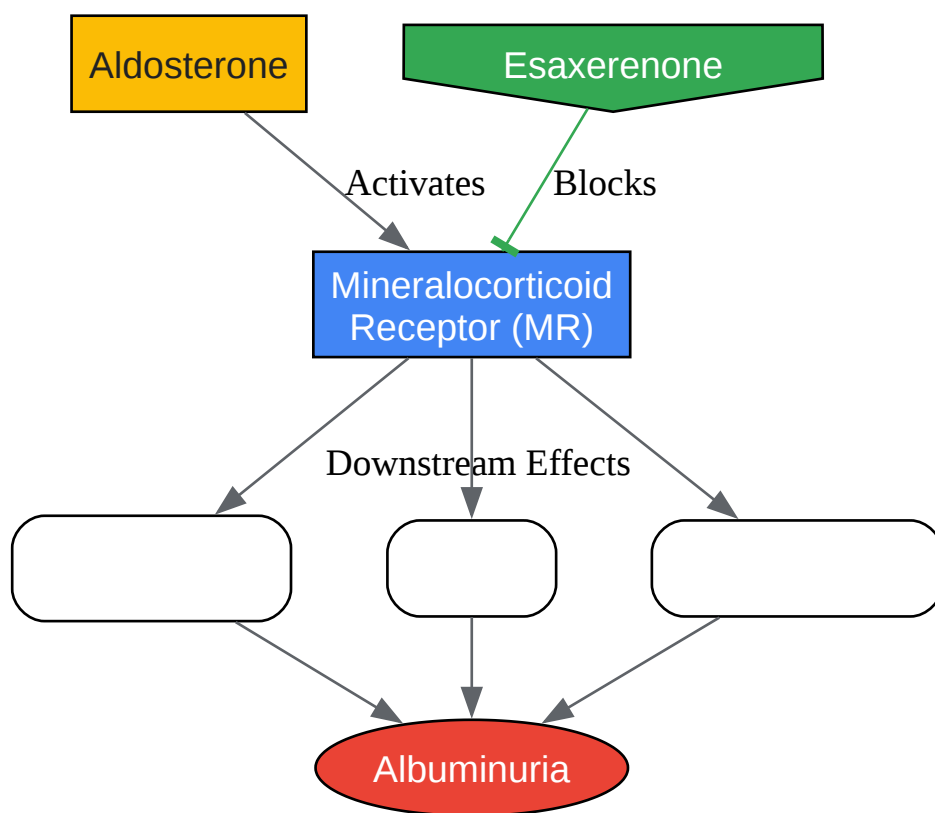 Aldosterone
Esaxerenone
Activates
Blocks
Mineralocorticoid
Receptor (MR)
Downstream Effects
Albuminuria